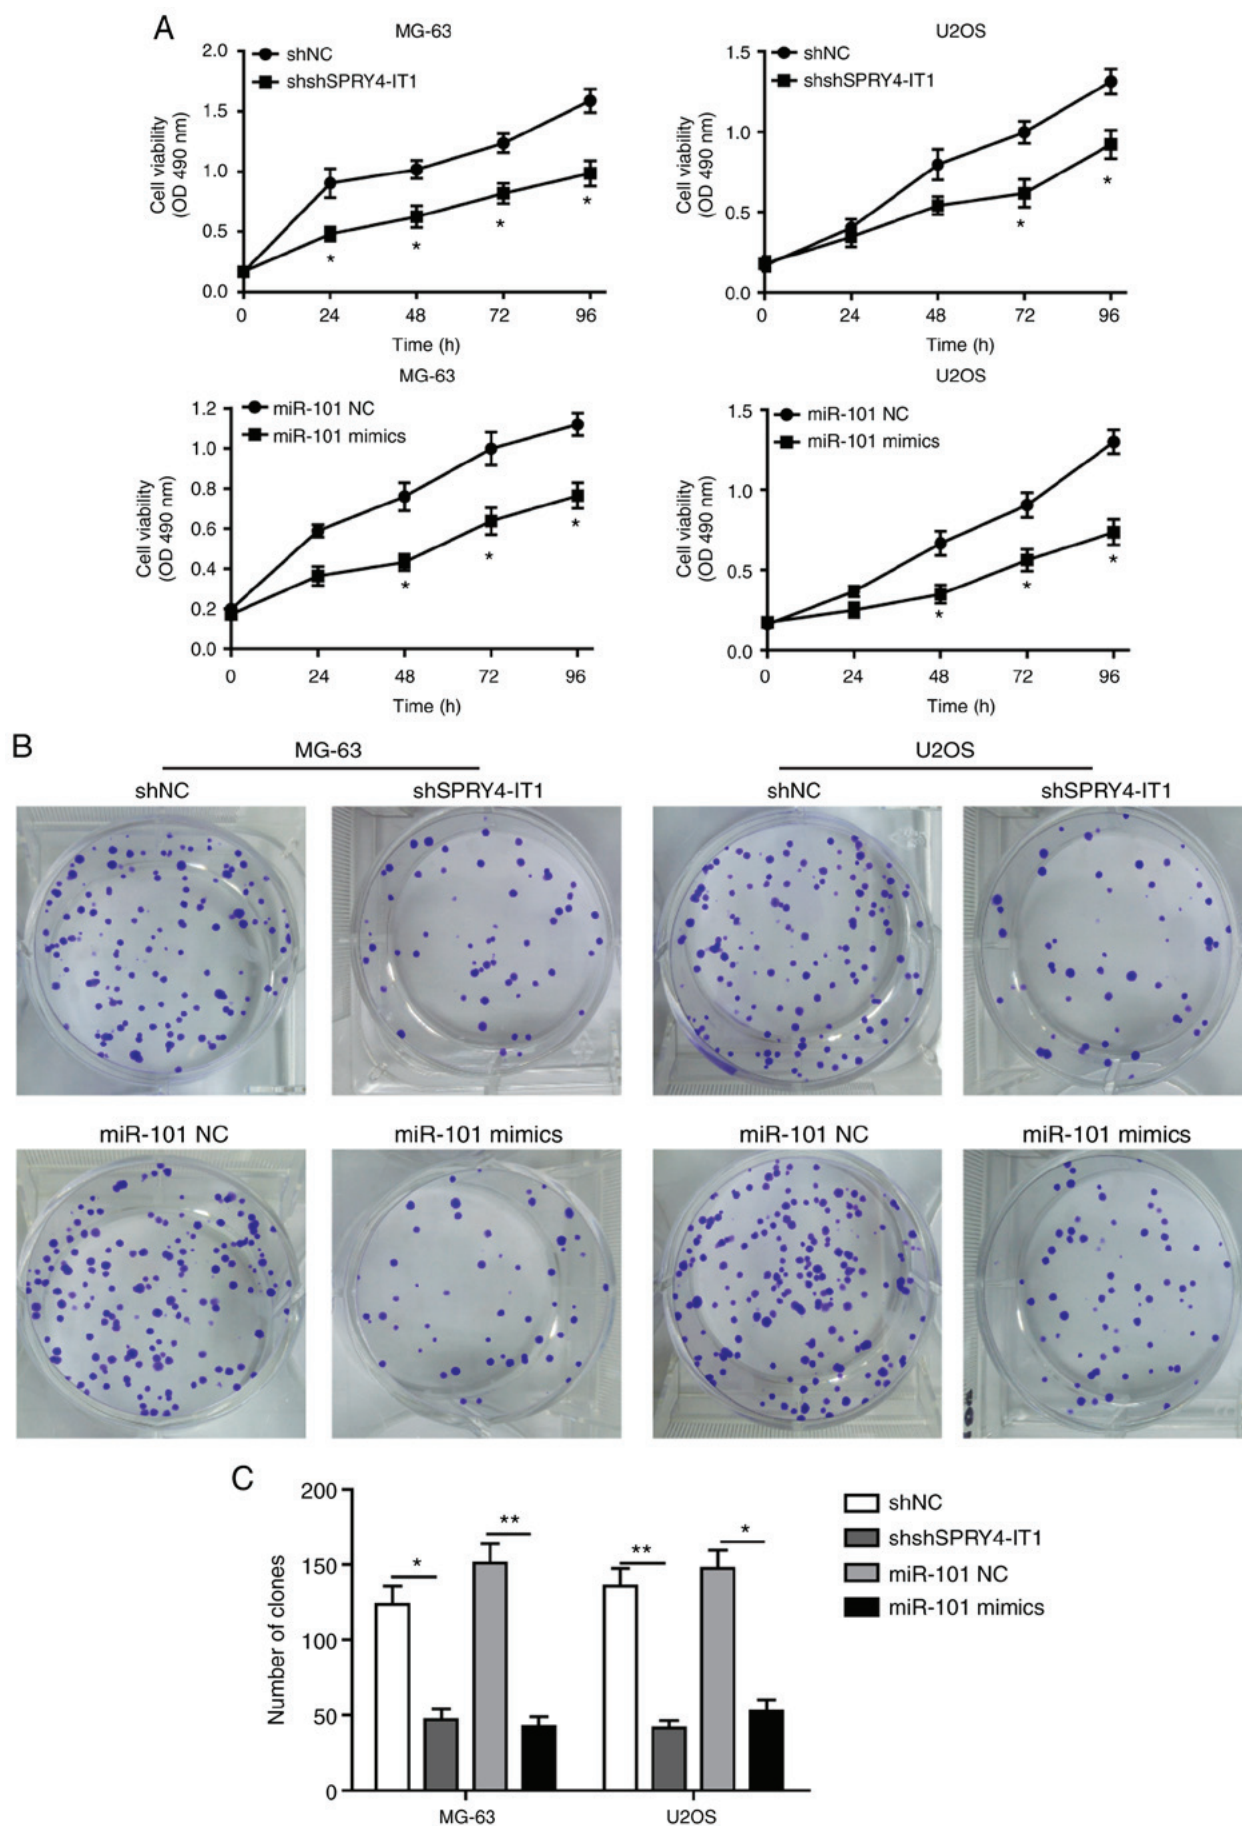 A
MG-63
shNC
shshSPRY4-IT1
Cell viability
(OD 490 nm)
2.0
1.5
1.0
0.5
0.0
*
*
*
*
0 24 48 72 96
Time (h)
U2OS
shNC
shshSPRY4-IT1
Cell viability
(OD 490 nm)
1.5
1.0
0.5
0.0
*
*
0 24 48 72 96
Time (h)
MG-63
miR-101 NC
miR-101 mimics
Cell viability
(OD 490 nm)
1.2
1.0
0.8
0.6
0.4
0.2
0.0
*
*
*
0 24 48 72 96
Time (h)
U2OS
miR-101 NC
miR-101 mimics
Cell viability
(OD 490 nm)
1.5
1.0
0.5
0.0
*
*
*
0 24 48 72 96
Time (h)
B
MG-63 U2OS
shNC shSPRY4-IT1 shNC shSPRY4-IT1
miR-101 NC miR-101 mimics miR-101 NC miR-101 mimics
C
Number of clones
200
150
100
50
0
* ** ** *
MG-63 U2OS
shNC
shshSPRY4-IT1
miR-101 NC
miR-101 mimics